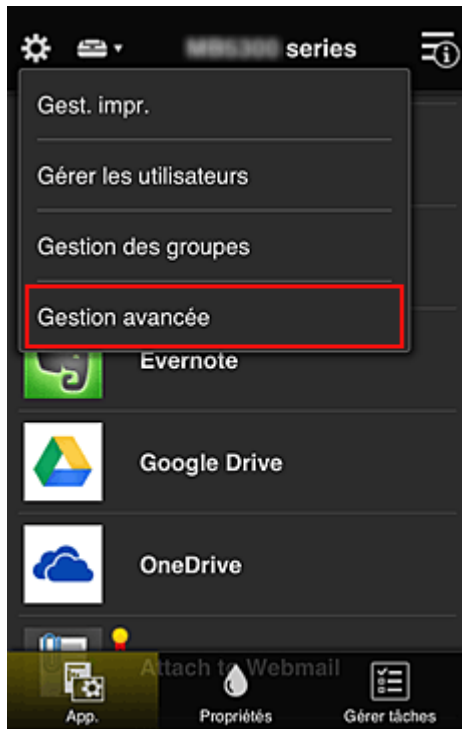 series
Gest. impr.
Gérer les utilisateurs
Gestion des groupes
Gestion avancée
Evernote
Google Drive
OneDrive
Attach to Webmail
App.
Propriétés
Gérer tâches